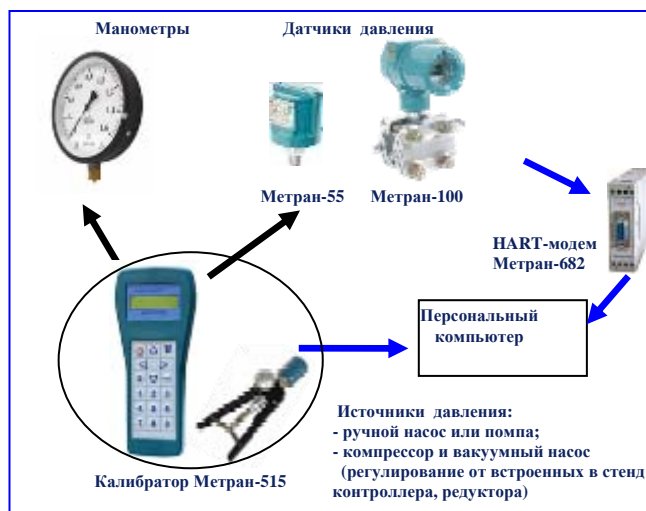 Манометры
Датчики давления
Метран-55
Метран-100
HART-модем
Метран-682
Персональный
компьютер
Калибратор Метран-515
Источники давления:
- ручной насос или помпа;
- компрессор и вакуумный насос
(регулирование от встроенных в стенд
контроллера, редуктора)